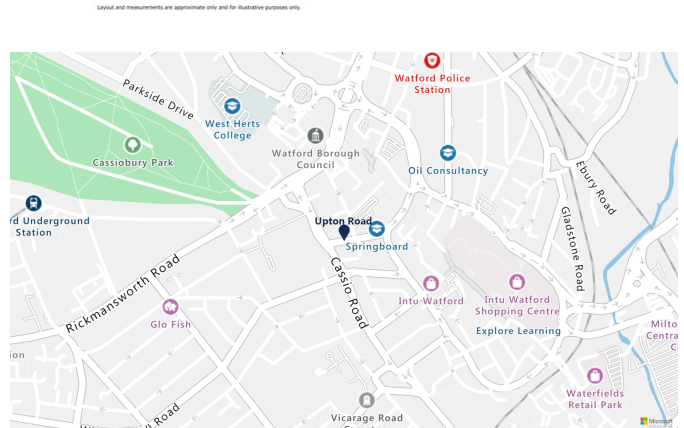 Layout and measurements are approximate only and for illustrative purposes only.
Watford Police
Station
Parkside Drive
West Herts
College
Watford Borough
Council
Cassiobury Park
Oil Consultancy
Ebury Road
rd Underground
Station
Upton Road
Springboard
Gladstone Road
Rickmansworth Road
Cassio Road
Intu Watford
Intu Watford
Shopping Centre
Glo Fish
Explore Learning
Milto
Centra
C
ion
Waterfields
Retail Park
Vicarage Road
l Road
Microsoft